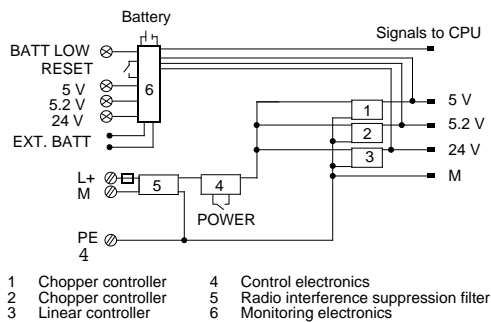 Battery
Signals to CPU
BATT LOW
RESET
5 V
5.2 V
24 V
EXT. BATT
6
1
2
3
5 V
5.2 V
24 V
M
L+
M
5
4
POWER
PE
4
1 Chopper controller
2 Chopper controller
3 Linear controller
4 Control electronics
5 Radio interference suppression filter
6 Monitoring electronics